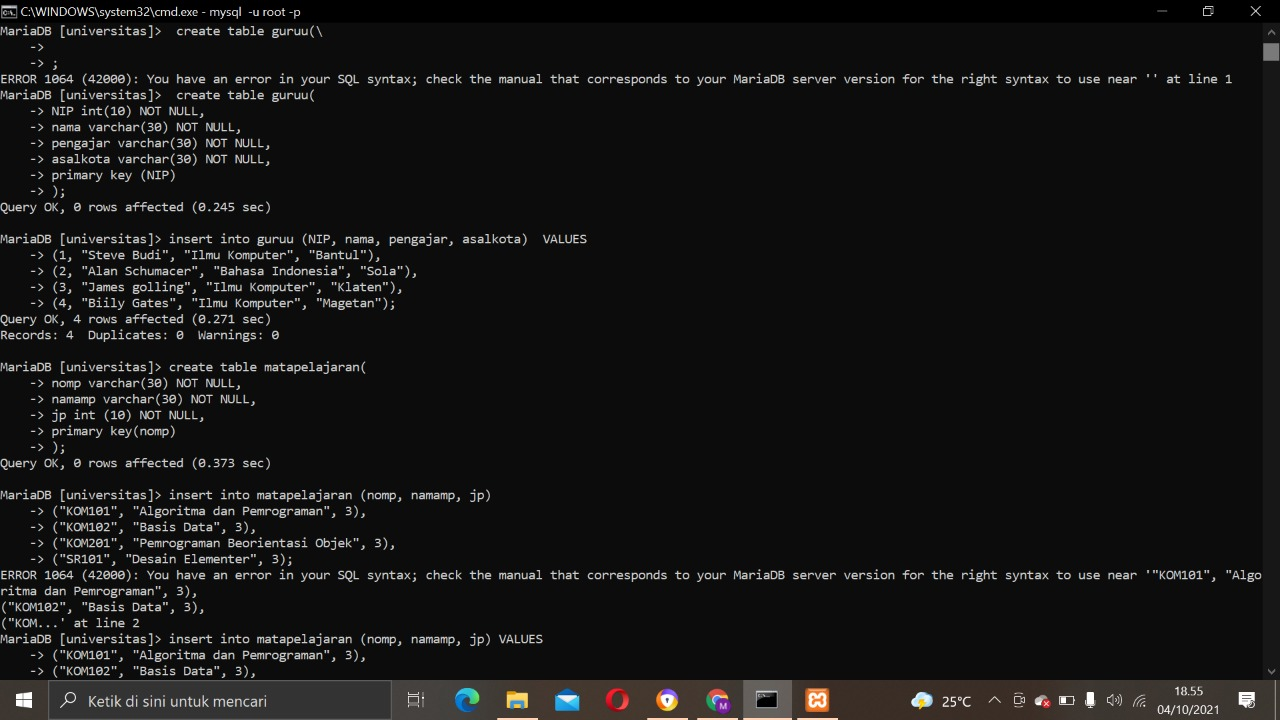 C:\WINDOWS\system32\cmd.exe - mysql  -u root -p
MariaDB [universitas]>  create table guruu(\
    ->
    -> ;
ERROR 1064 (42000): You have an error in your SQL syntax; check the manual that corresponds to your MariaDB server version for the right syntax to use near '' at line 1
MariaDB [universitas]>  create table guruu(
    -> NIP int(10) NOT NULL,
    -> nama varchar(30) NOT NULL,
    -> pengajar varchar(30) NOT NULL,
    -> asalkota varchar(30) NOT NULL,
    -> primary key (NIP)
    -> );
Query OK, 0 rows affected (0.245 sec)
MariaDB [universitas]> insert into guruu (NIP, nama, pengajar, asalkota)  VALUES
    -> (1, "Steve Budi", "Ilmu Komputer", "Bantul"),
    -> (2, "Alan Schumacer", "Bahasa Indonesia", "Sola"),
    -> (3, "James golling", "Ilmu Komputer", "Klaten"),
    -> (4, "Biily Gates", "Ilmu Komputer", "Magetan");
Query OK, 4 rows affected (0.271 sec)
Records: 4  Duplicates: 0  Warnings: 0
MariaDB [universitas]> create table matapelajaran(
    -> nomp varchar(30) NOT NULL,
    -> namamp varchar(30) NOT NULL,
    -> jp int (10) NOT NULL,
    -> primary key(nomp)
    -> );
Query OK, 0 rows affected (0.373 sec)
MariaDB [universitas]> insert into matapelajaran (nomp, namamp, jp)
    -> ("KOM101", "Algoritma dan Pemrograman", 3),
    -> ("KOM102", "Basis Data", 3),
    -> ("KOM201", "Pemrograman Beorientasi Objek", 3),
    -> ("SR101", "Desain Elementer", 3);
ERROR 1064 (42000): You have an error in your SQL syntax; check the manual that corresponds to your MariaDB server version for the right syntax to use near '"KOM101", "Algo
ritma dan Pemrograman", 3),
("KOM102", "Basis Data", 3),
("KOM...' at line 2
MariaDB [universitas]> insert into matapelajaran (nomp, namamp, jp) VALUES
    -> ("KOM101", "Algoritma dan Pemrograman", 3),
    -> ("KOM102", "Basis Data", 3),
Ketik di sini untuk mencari
25°C
18.55
04/10/2021